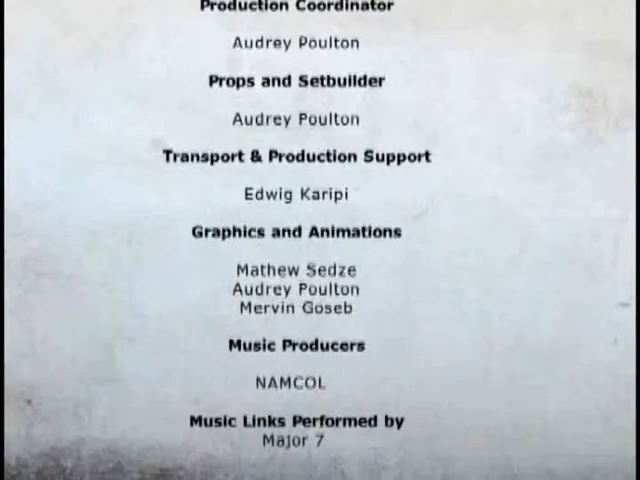 Production Coordinator
Audrey Poulton
Props and Setbuilder
Audrey Poulton
Transport & Production Support
Edwig Karipi
Graphics and Animations
Mathew Sedze
Audrey Poulton
Mervin Goseb
Music Producers
NAMCOL
Music Links Performed by
Major 7